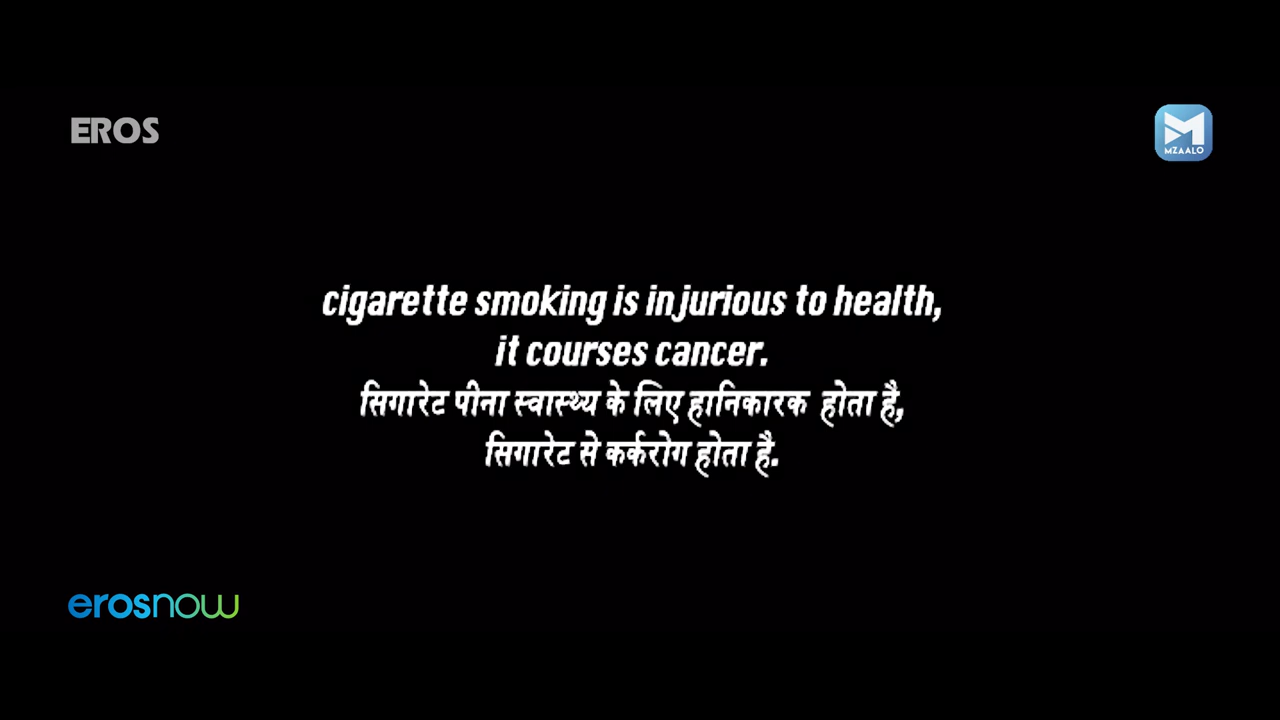 EROS
MZAALO
cigarette smoking is injurious to health,
it courses cancer.
सिगारेट पीना स्वास्थ्य के लिए हानिकारक होता है,
सिगारेट से कर्करोग होता है.
erosnow